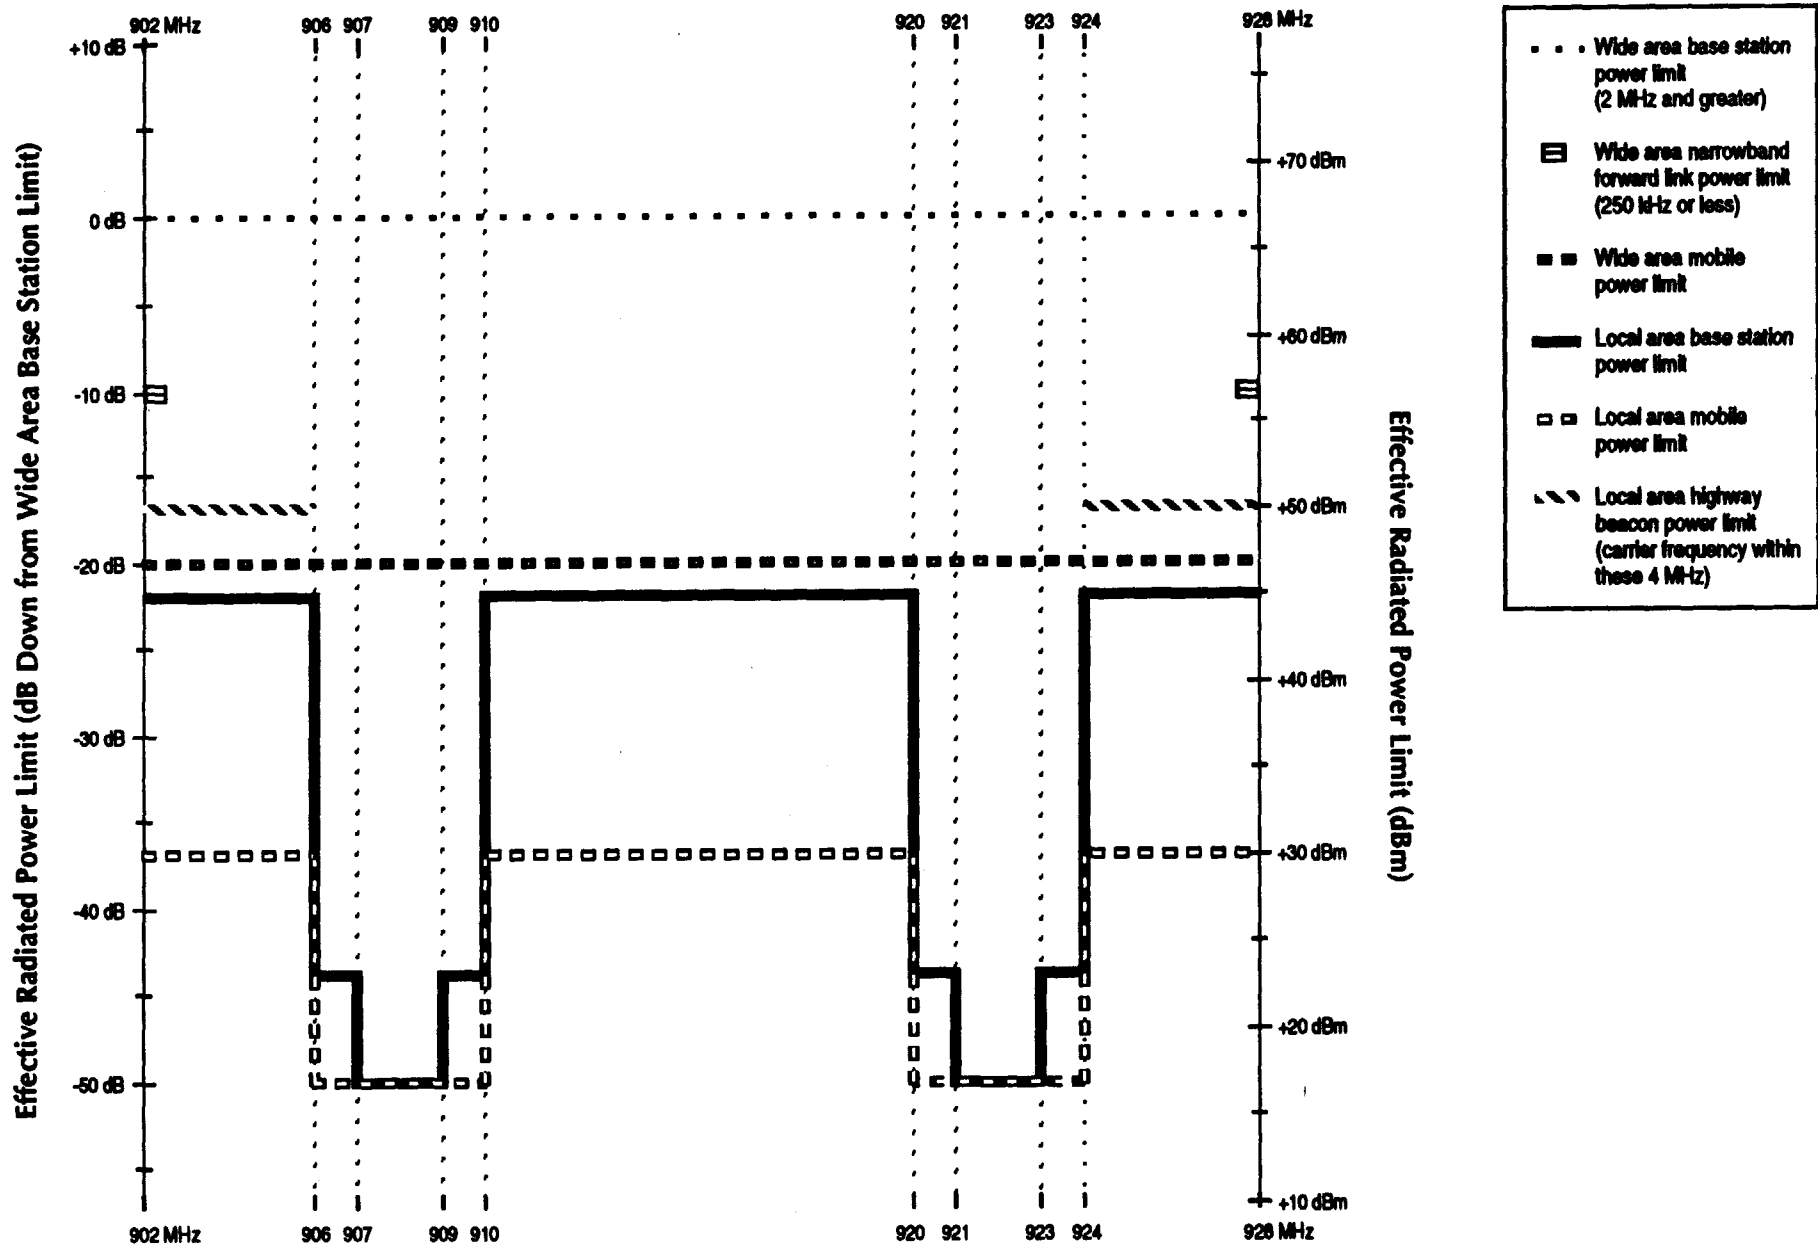 902 MHz 906 907 909 910 920 921 923 924 928 MHz
+10 dB
0 dB
-10 dB
-20 dB
-30 dB
-40 dB
-50 dB
Effective Radiated Power Limit (dB Down from Wide Area Base Station Limit)
+70 dBm
+60 dBm
+50 dBm
+40 dBm
+30 dBm
+20 dBm
+10 dBm
Effective Radiated Power Limit (dBm)
902 MHz 906 907 909 910 920 921 923 924 928 MHz
Wide area base station
power limit
(2 MHz and greater)
Wide area narrowband
forward link power limit
(250 kHz or less)
Wide area mobile
power limit
Local area base station
power limit
Local area mobile
power limit
Local area highway
beacon power limit
(carrier frequency within
these 4 MHz)